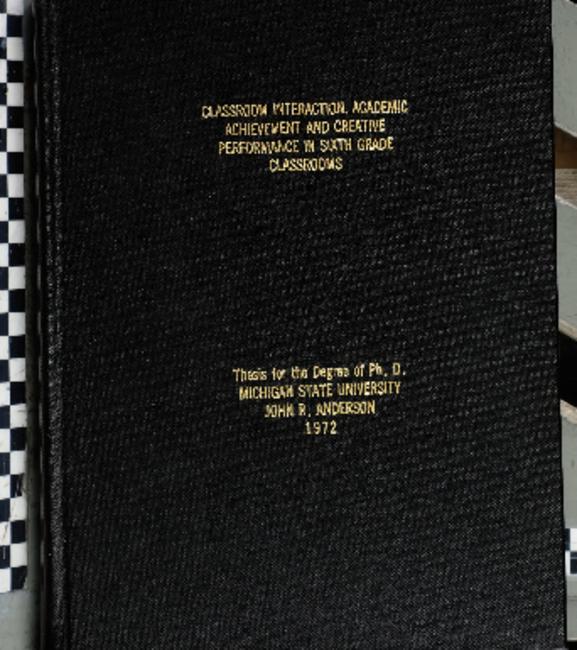 CLASSROOM INTERACTION, ACADEMIC
ACHIEVEMENT AND CREATIVE
PERFORMANCE IN SIXTH GRADE
CLASSROOMS
Thesis for the Degree of Ph. D.
MICHIGAN STATE UNIVERSITY
JOHN R. ANDERSON
1972